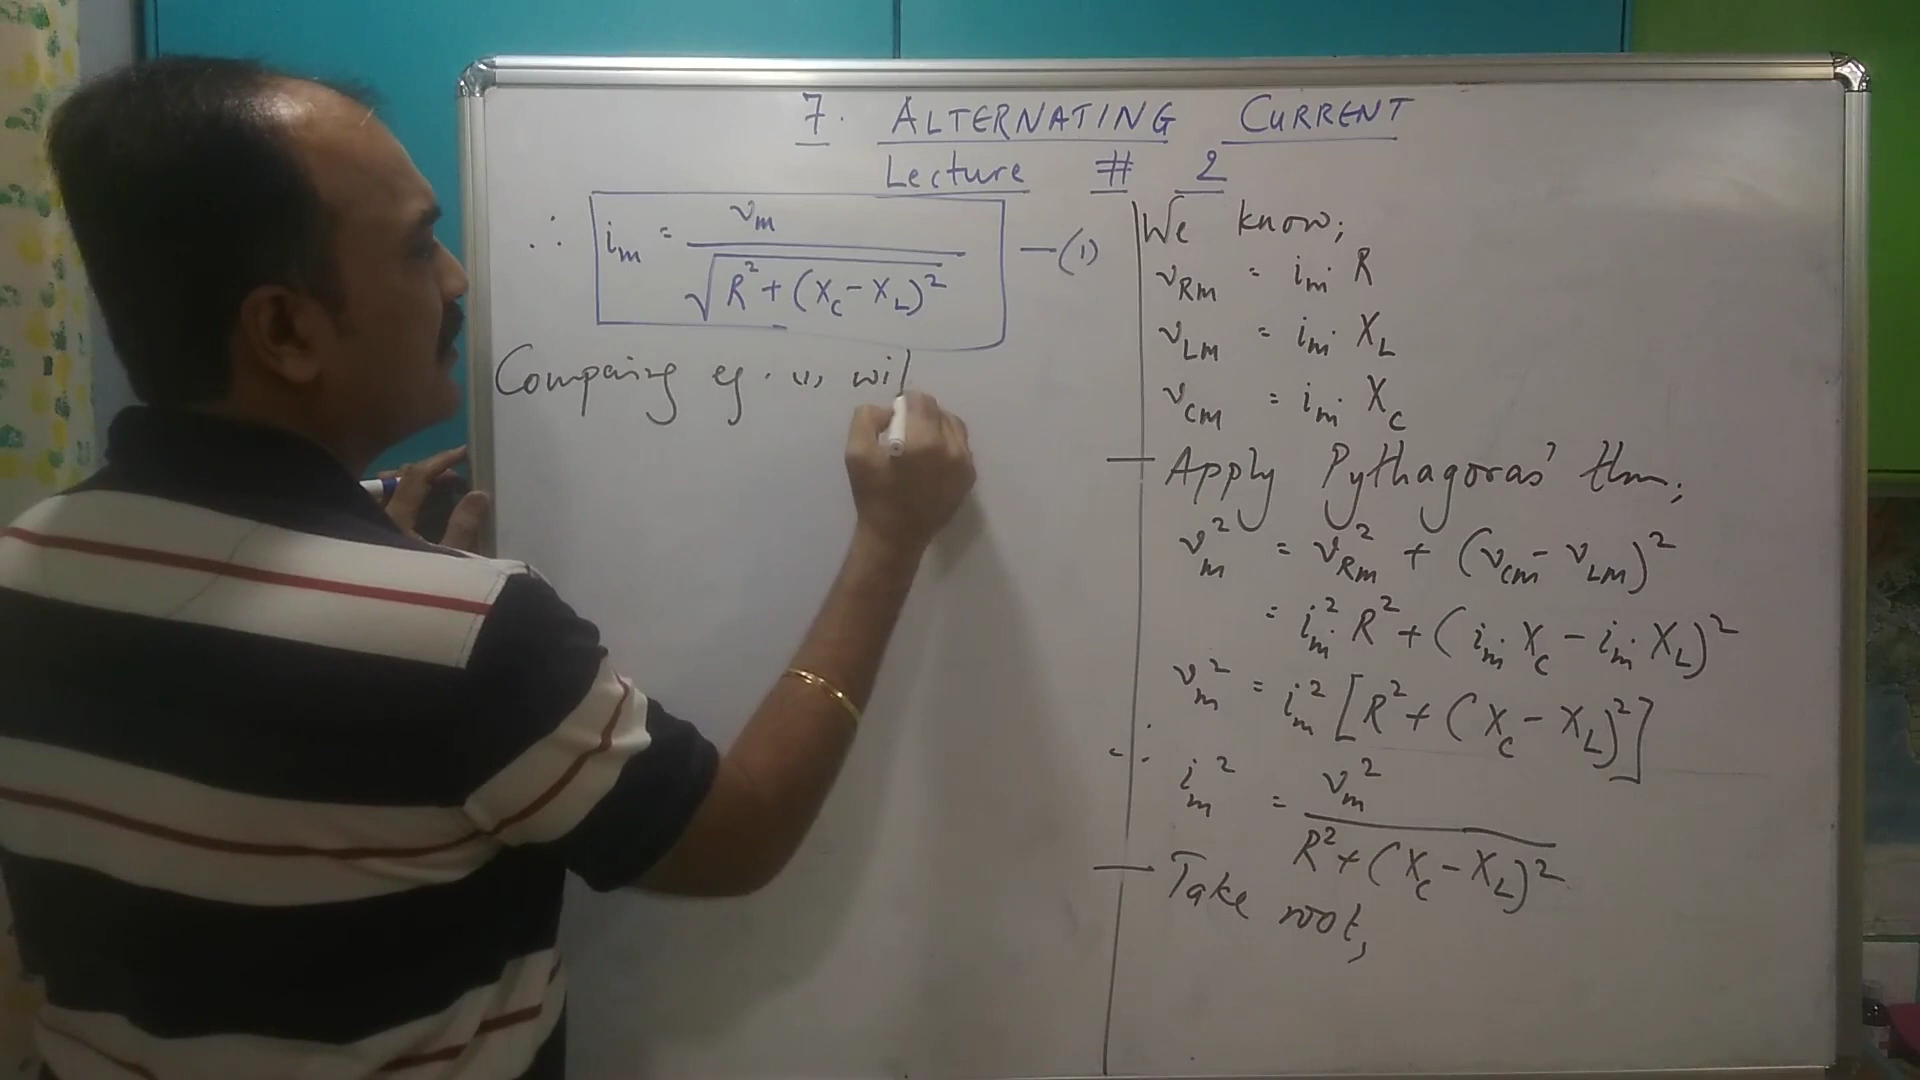 7. ALTERNATING CURRENT
Lecture # 2
∴ i_m = v_m / √(R² + (X_C − X_L)²) —(1)
Comparing eq. (1) wit
We know;
v_Rm = i_m . R
v_Lm = i_m . X_L
v_Cm = i_m . X_C
— Apply Pythagoras' thm;
v_m² = v_Rm² + (v_Cm − v_Lm)²
= i_m² . R² + (i_m . X_C − i_m . X_L)²
v_m² = i_m² [R² + (X_C − X_L)²]
∴ i_m² = v_m² / R² + (X_C − X_L)²
— Take root,